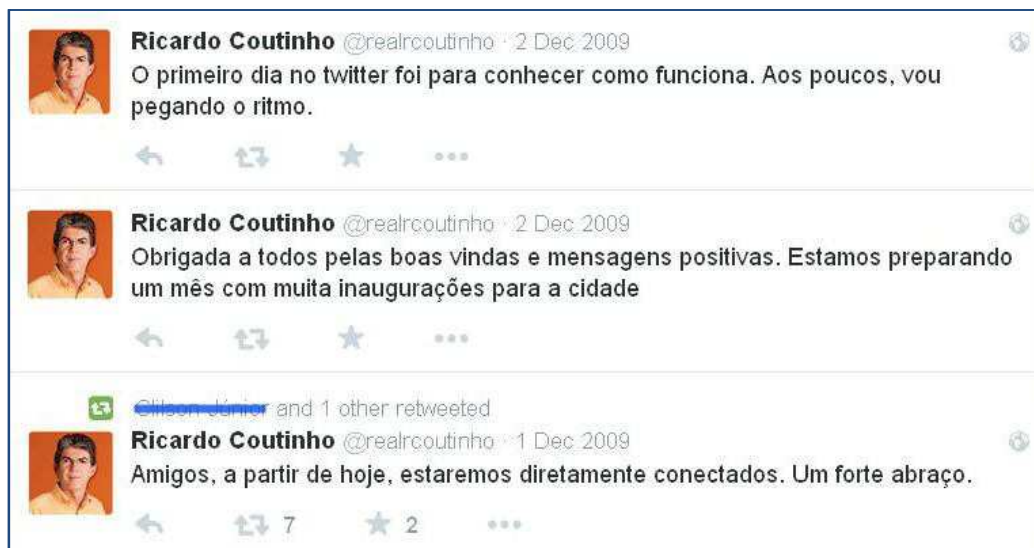 Ricardo Coutinho @realrcoutinho · 2 Dec 2009
O primeiro dia no twitter foi para conhecer como funciona. Aos poucos, vou
pegando o ritmo.
Ricardo Coutinho @realrcoutinho · 2 Dec 2009
Obrigada a todos pelas boas vindas e mensagens positivas. Estamos preparando
um mês com muita inaugurações para a cidade
and 1 other retweeted
Ricardo Coutinho @realrcoutinho · 1 Dec 2009
Amigos, a partir de hoje, estaremos diretamente conectados. Um forte abraço.
7 2